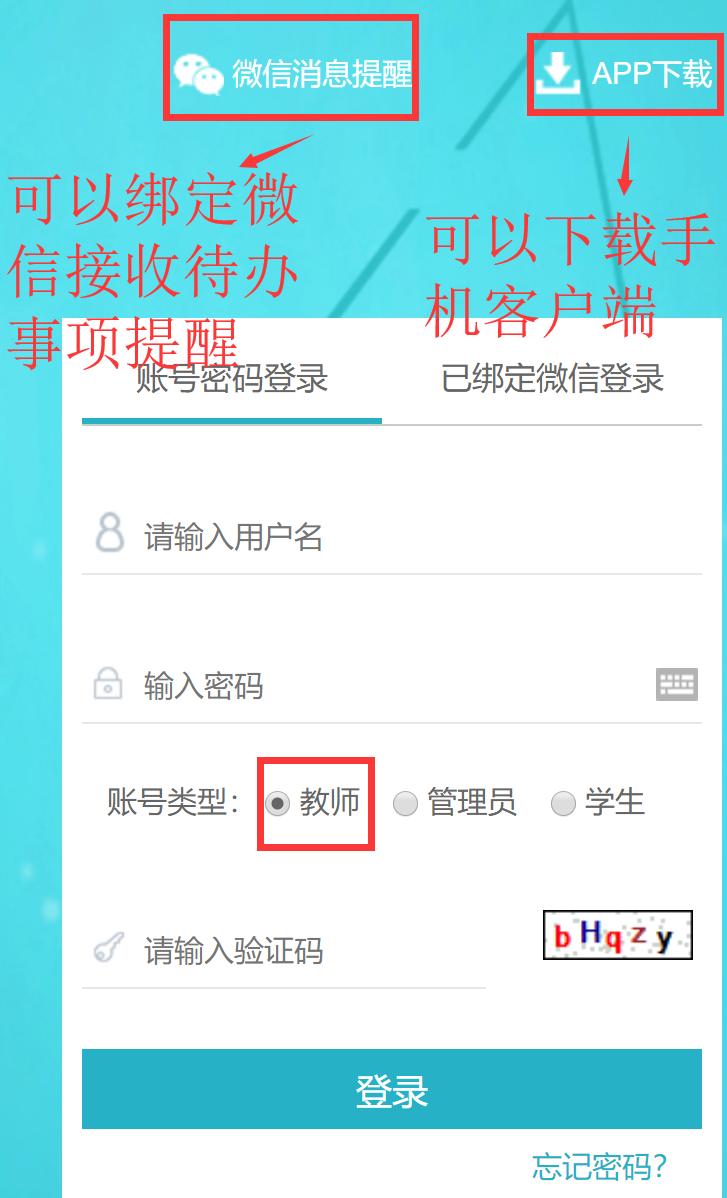 微信消息提醒
APP下载
可以绑定微
信接收待办
事项提醒
可以下载手
机客户端
账号密码登录
已绑定微信登录
请输入用户名
输入密码
账号类型： 教师 管理员 学生
请输入验证码
bHqzy
登录
忘记密码？